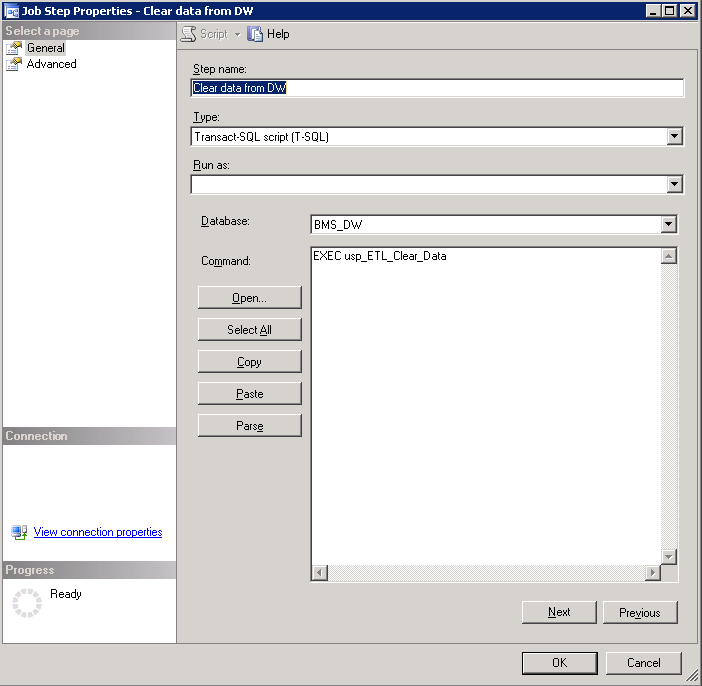 Job Step Properties - Clear data from DW
Select a page
General
Advanced
Script
Help
Step name:
Clear data from DW
Type:
Transact-SQL script (T-SQL)
Run as:
Database:
BMS_DW
Command:
EXEC usp_ETL_Clear_Data
Open...
Select All
Copy
Paste
Parse
Connection
View connection properties
Progress
Ready
Next
Previous
OK
Cancel